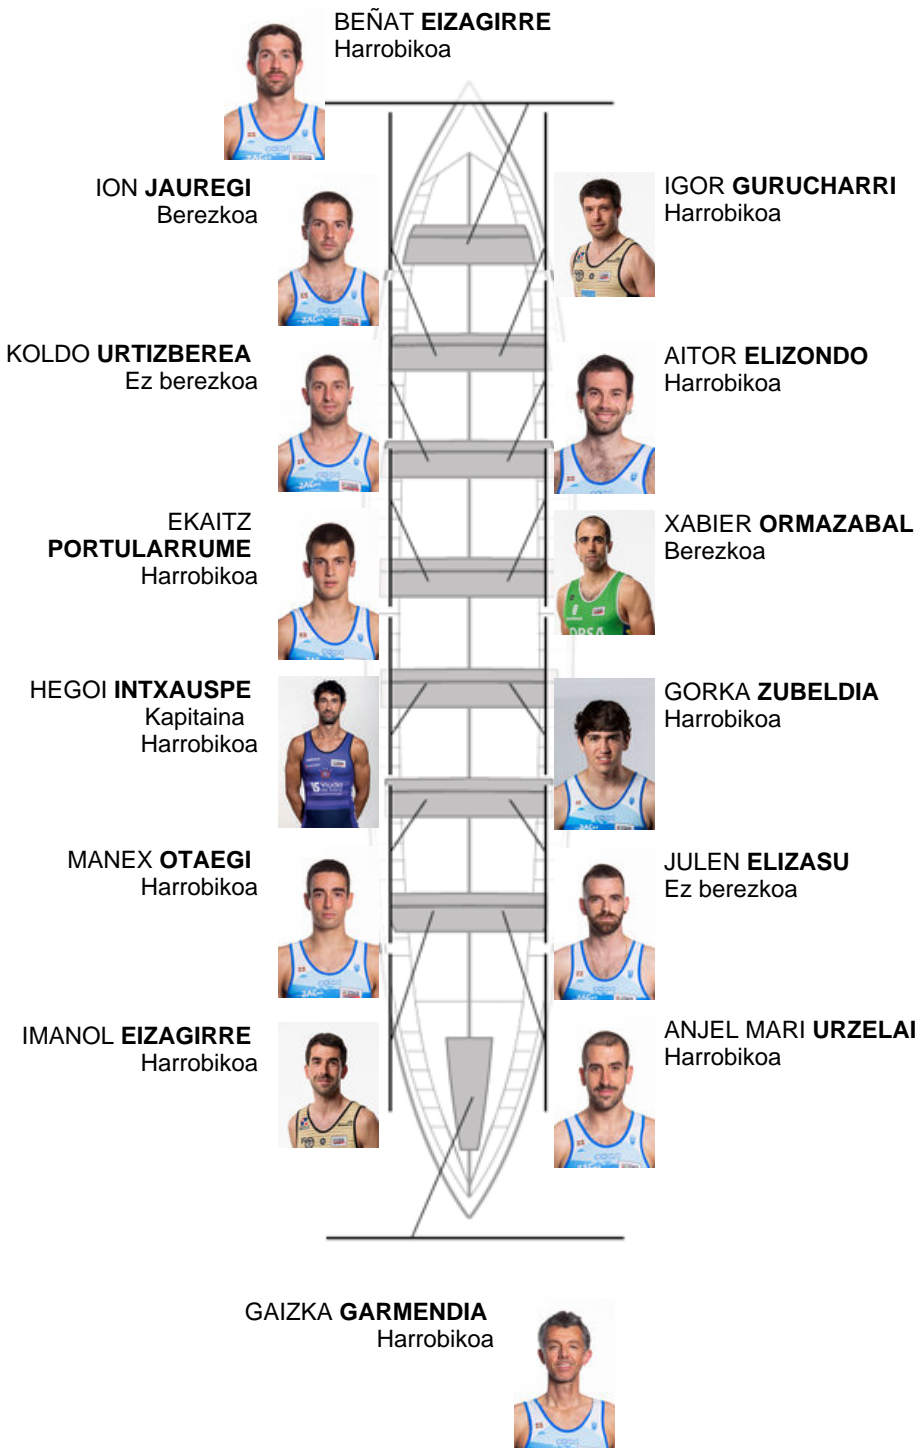 BEÑAT EIZAGIRRE
Harrobikoa
ION JAUREGI
Berezkoa
IGOR GURUCHARRI
Harrobikoa
KOLDO URTIZBEREA
Ez berezkoa
AITOR ELIZONDO
Harrobikoa
EKAITZ
PORTULARRUME
Harrobikoa
XABIER ORMAZABAL
Berezkoa
HEGOI INTXAUSPE
Kapitaina
Harrobikoa
GORKA ZUBELDIA
Harrobikoa
MANEX OTAEGI
Harrobikoa
JULEN ELIZASU
Ez berezkoa
IMANOL EIZAGIRRE
Harrobikoa
ANJEL MARI URZELAI
Harrobikoa
GAIZKA GARMENDIA
Harrobikoa